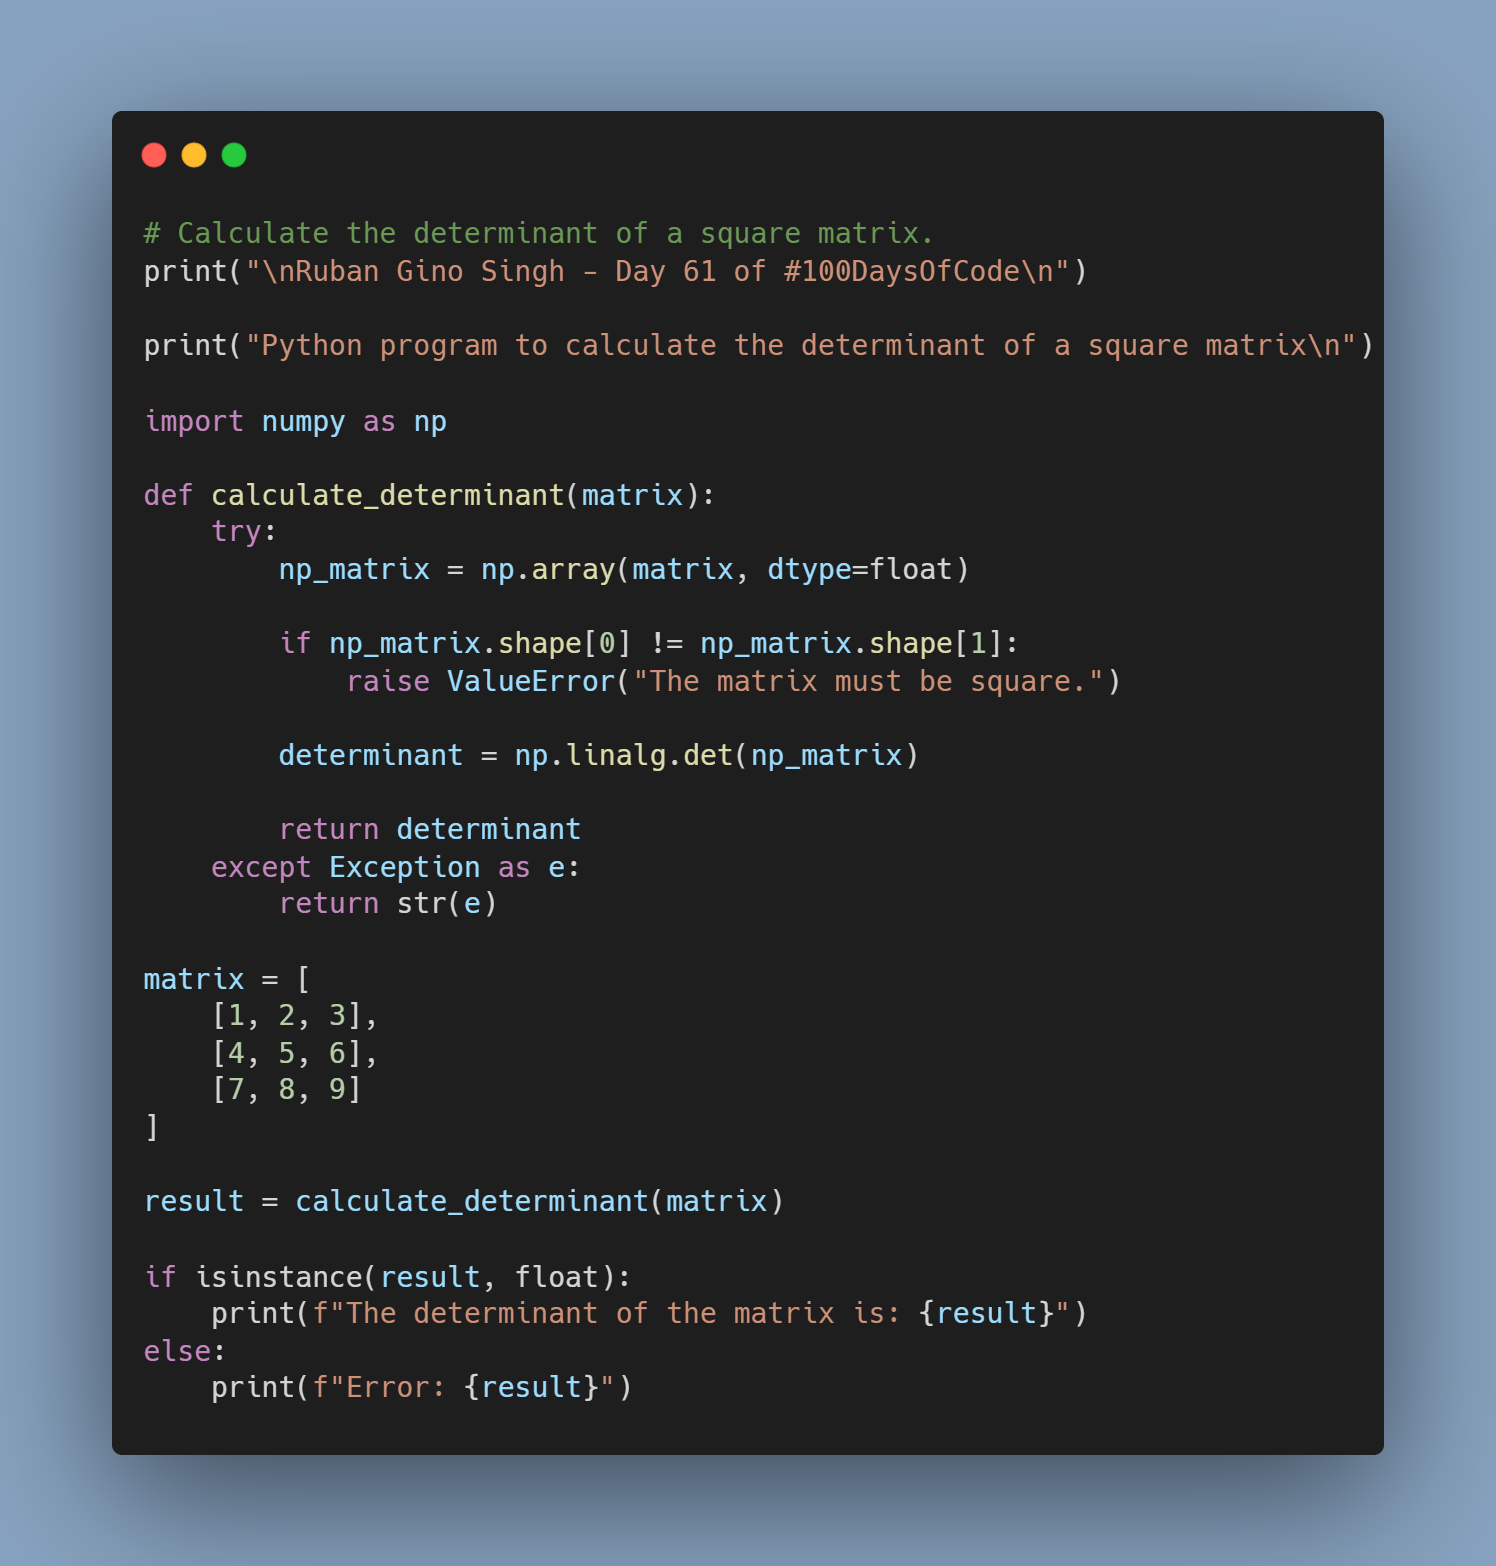 # Calculate the determinant of a square matrix.
print("\nRuban Gino Singh - Day 61 of #100DaysOfCode\n")
print("Python program to calculate the determinant of a square matrix\n")
import numpy as np
def calculate_determinant(matrix):
    try:
        np_matrix = np.array(matrix, dtype=float)
        if np_matrix.shape[0] != np_matrix.shape[1]:
            raise ValueError("The matrix must be square.")
        determinant = np.linalg.det(np_matrix)
        return determinant
    except Exception as e:
        return str(e)
matrix = [
    [1, 2, 3],
    [4, 5, 6],
    [7, 8, 9]
]
result = calculate_determinant(matrix)
if isinstance(result, float):
    print(f"The determinant of the matrix is: {result}")
else:
    print(f"Error: {result}")